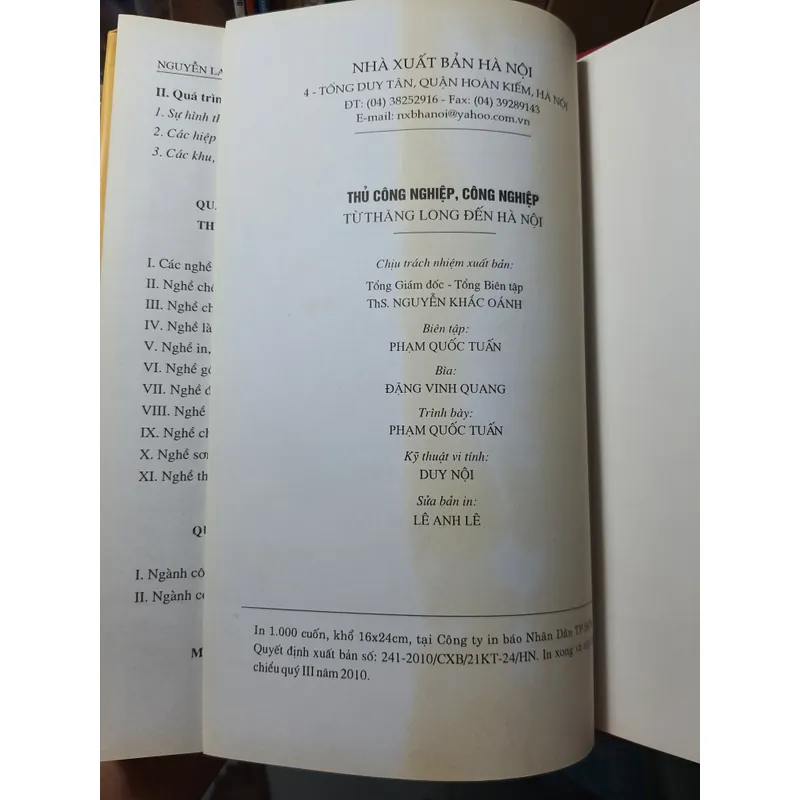 NGUYỄN
II. Quá trìn
1. Sự hình th
2. Các hiệp
3. Các khu,
QU
TH
I. Các nghề
II. Nghề ch
III. Nghề ch
IV. Nghề là
V. Nghề in,
VI. Nghề gố
VII. Nghề đ
VIII. Nghề
IX. Nghề ch
X. Nghề sơ
XI. Nghề th
QU
I. Ngành cô
II. Ngành cô
M
NHÀ XUẤT BẢN HÀ NỘI
4 - TỐNG DUY TÂN, QUẬN HOÀN KIẾM, HÀ NỘI
ĐT: (04) 38252916 - Fax: (04) 39289143
E-mail: nxbhanoi@yahoo.com.vn
THỦ CÔNG NGHIỆP, CÔNG NGHIỆP
TỪ THĂNG LONG ĐẾN HÀ NỘI
Chịu trách nhiệm xuất bản:
Tổng Giám đốc - Tổng Biên tập
ThS. NGUYỄN KHẮC OÁNH
Biên tập:
PHẠM QUỐC TUẤN
Bìa:
ĐẶNG VINH QUANG
Trình bày:
PHẠM QUỐC TUẤN
Kỹ thuật vi tính:
DUY NỘI
Sửa bản in:
LÊ ANH LÊ
In 1.000 cuốn, khổ 16x24cm, tại Công ty in báo Nhân Dân TP
Quyết định xuất bản số: 241-2010/CXB/21KT-24/HN. In xong và
chiểu quý III năm 2010.